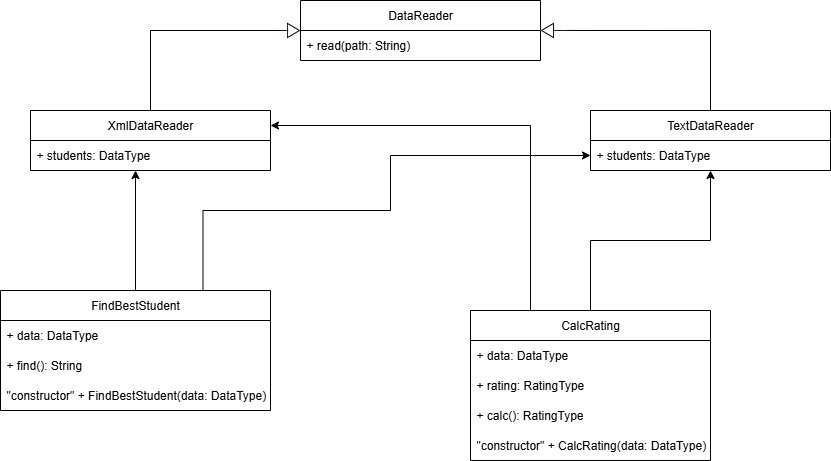 DataReader
+ read(path: String)
XmlDataReader
+ students: DataType
TextDataReader
+ students: DataType
FindBestStudent
+ data: DataType
+ find(): String
"constructor" + FindBestStudent(data: DataType)
CalcRating
+ data: DataType
+ rating: RatingType
+ calc(): RatingType
"constructor" + CalcRating(data: DataType)